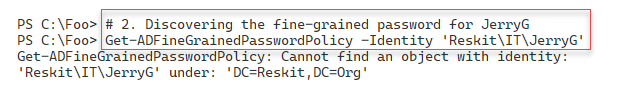 PS C:\Foo> # 2. Discovering the fine-grained password for JerryG
PS C:\Foo> Get-ADFineGrainedPasswordPolicy -Identity 'Reskit\IT\JerryG'
Get-ADFineGrainedPasswordPolicy: Cannot find an object with identity:
'Reskit\IT\JerryG' under: 'DC=Reskit,DC=Org'